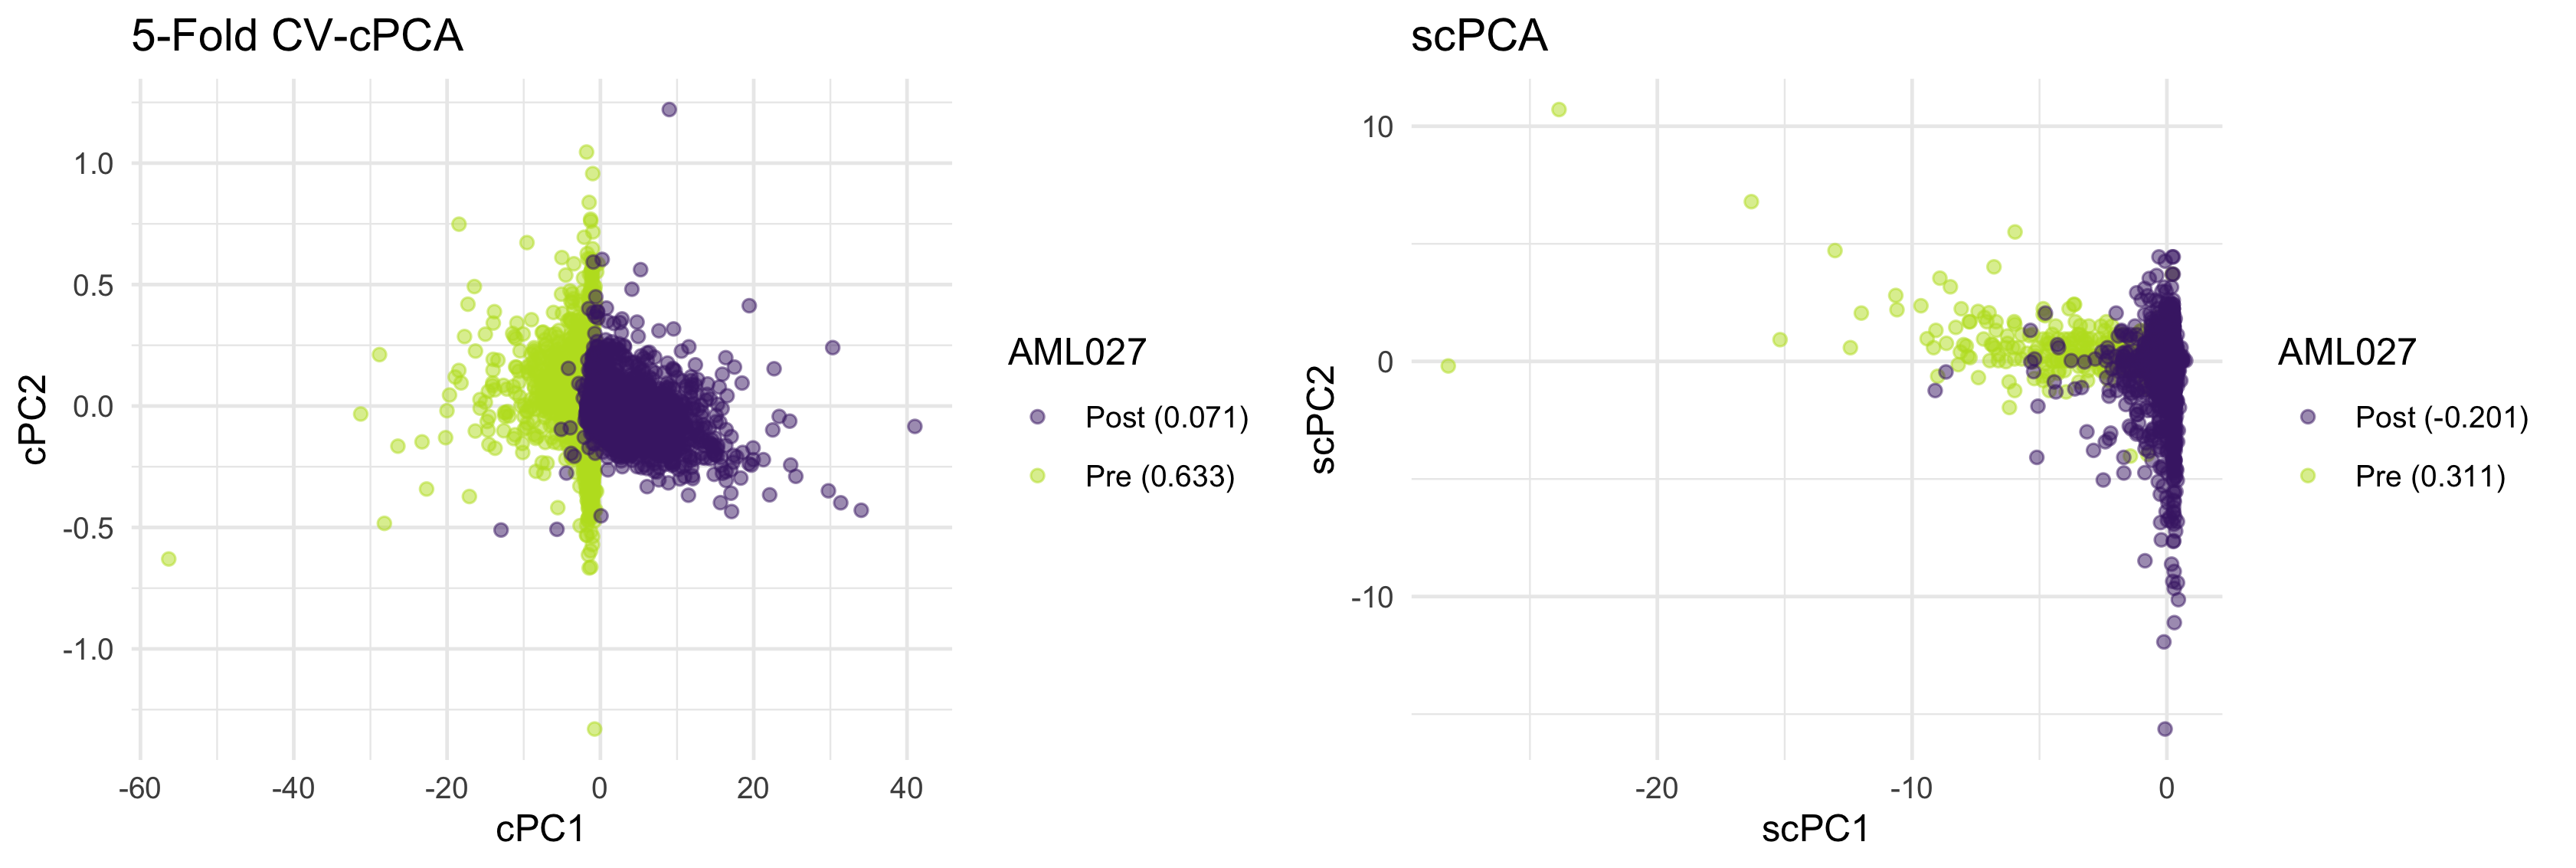 5-Fold CV-cPCA
cPC2
1.0
0.5
0.0
-0.5
-1.0
-60 -40 -20 0 20 40
cPC1
AML027
Post (0.071)
Pre (0.633)
scPCA
scPC2
10
0
-10
-20 -10 0
scPC1
AML027
Post (-0.201)
Pre (0.311)